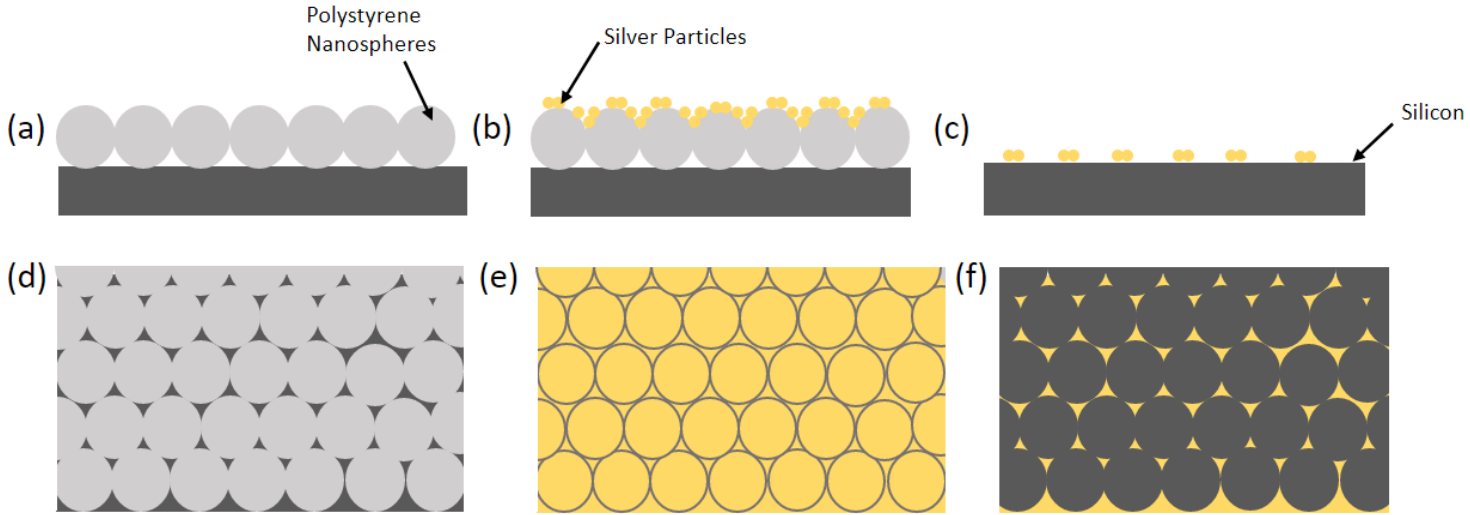 Polystyrene
Nanospheres
Silver Particles
Silicon
(a)
(b)
(c)
(d)
(e)
(f)